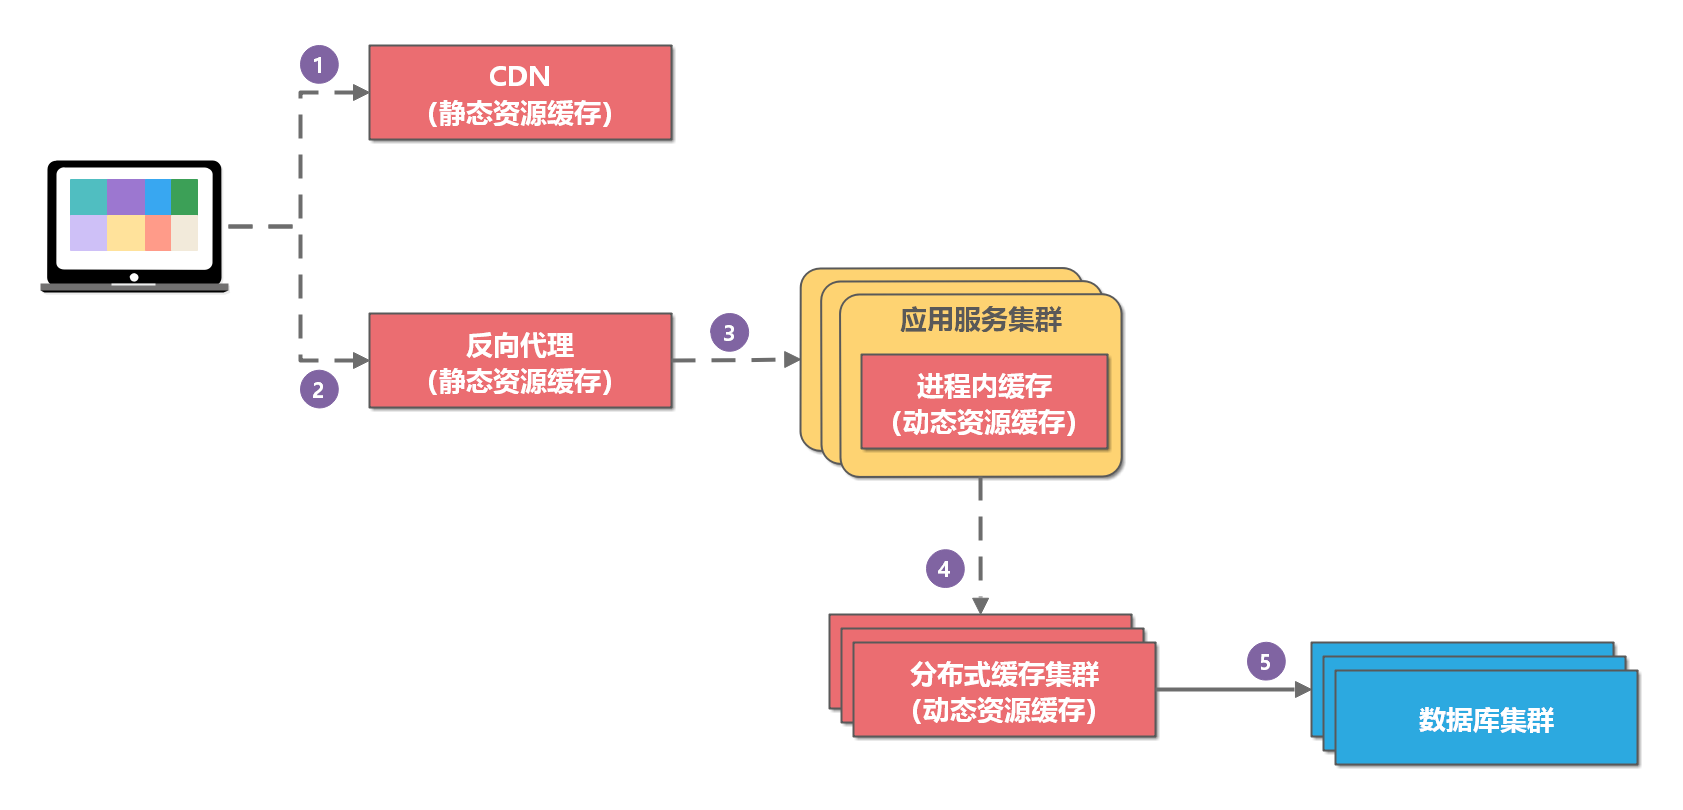 1
CDN
(静态资源缓存)
2
反向代理
(静态资源缓存)
3
应用服务集群
进程内缓存
(动态资源缓存)
4
分布式缓存集群
(动态资源缓存)
5
数据库集群